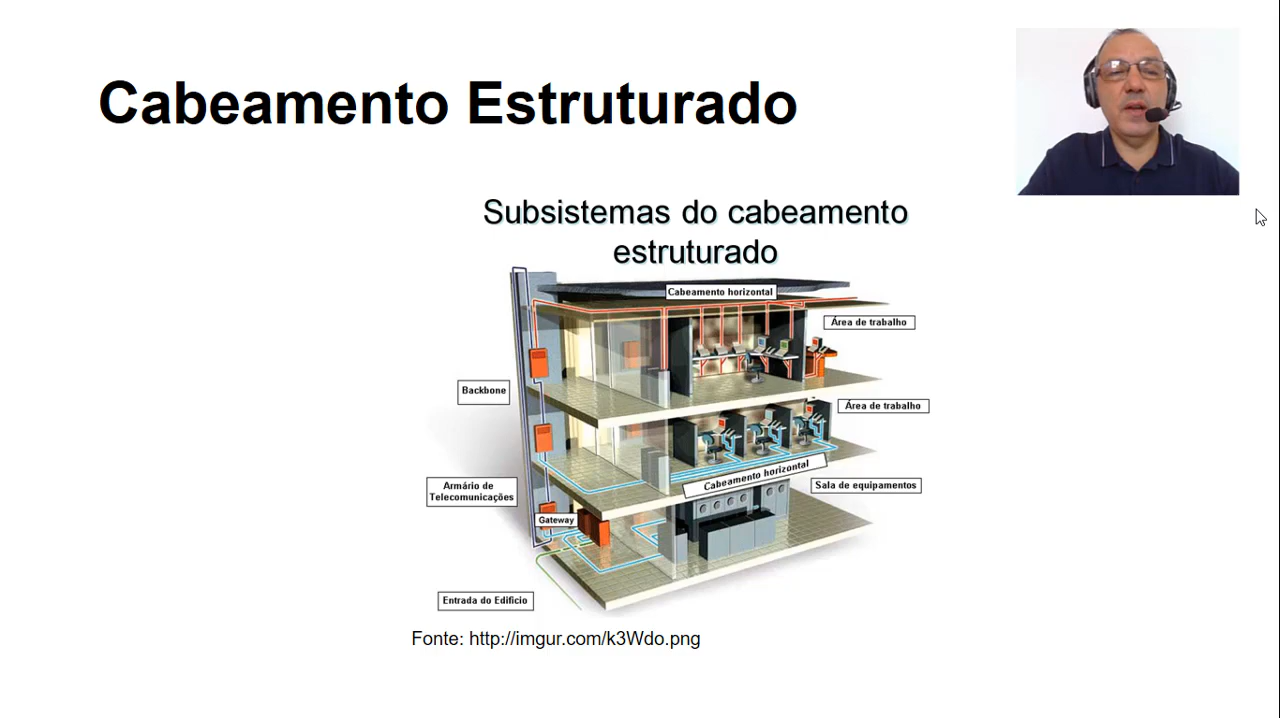 Cabeamento Estruturado
Subsistemas do cabeamento
estruturado
Cabeamento horizontal
Área de trabalho
Backbone
Área de trabalho
Cabeamento horizontal
Armário de
Telecomunicações
Sala de equipamentos
Gateway
Entrada do Edificio
Fonte: http://imgur.com/k3Wdo.png